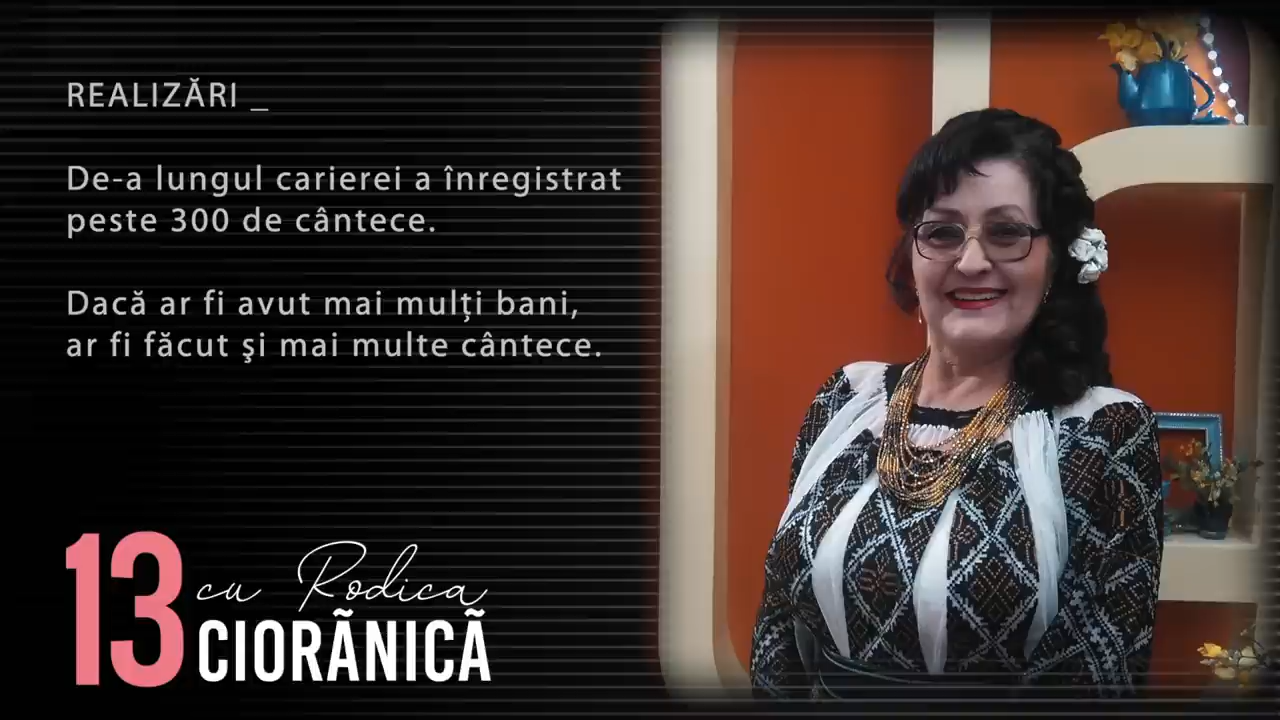 REALIZĂRI _
De-a lungul carierei a înregistrat
peste 300 de cântece.
Dacă ar fi avut mai mulți bani,
ar fi făcut şi mai multe cântece.
13 cu Rodica
CIORÃNICÃ